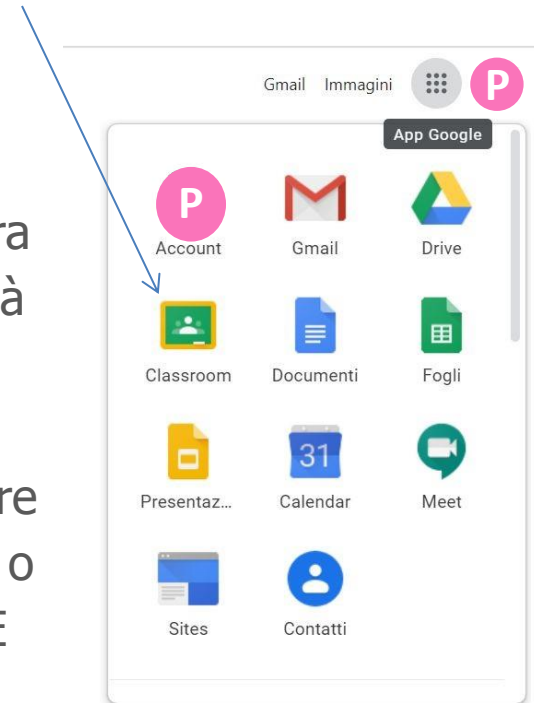 Gmail Immagini P
App Google
P
Account Gmail Drive
Classroom Documenti Fogli
31
Presentaz... Calendar Meet
Sites Contatti
ra
à
re
o
E